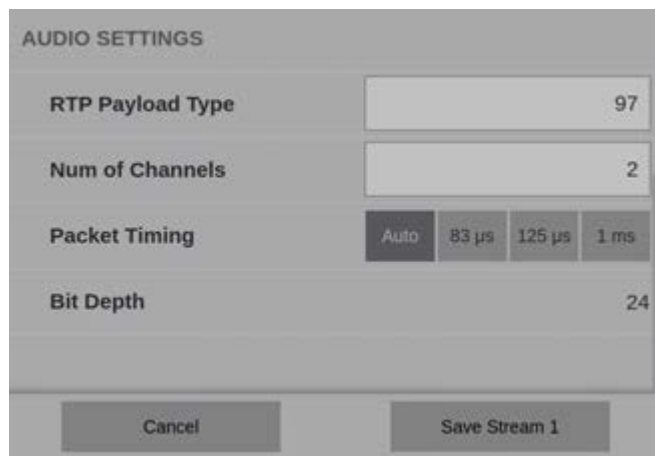 AUDIO SETTINGS
RTP Payload Type 97
Num of Channels 2
Packet Timing Auto 83 µs 125 µs 1 ms
Bit Depth 24
Cancel Save Stream 1